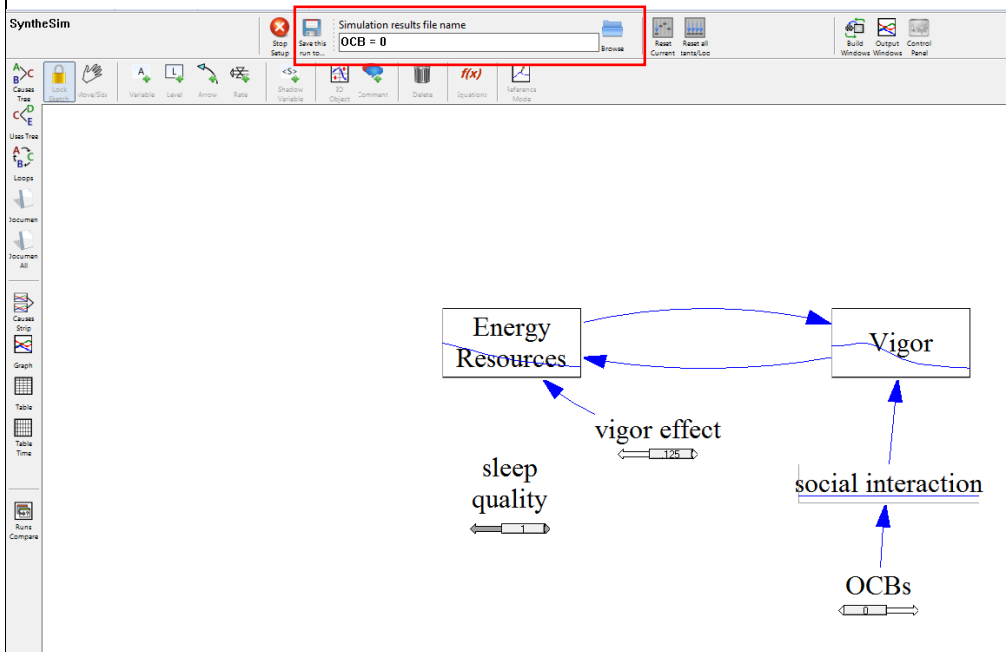 SyntheSim
Stop
Setup
Save this
run to...
Simulation results file name
OCB = 0
Browse
Reset
Current
Reset all
Build
Windows
Output
Windows
Control
Panel
Causes
Tree
Lock
Sketch
Move/Size
Variable
Level
Arrow
Rate
<S>
Shadow
Variable
IO
Object
Comment
Delete
f(x)
Equations
Reference
Mode
Uses Tree
Loops
Documen
Documen
All
Causes
Strip
Graph
Table
Table
Time
Runs
Compare
Energy
Resources
Vigor
vigor effect
.125
sleep
quality
1
social interaction
OCBs
0